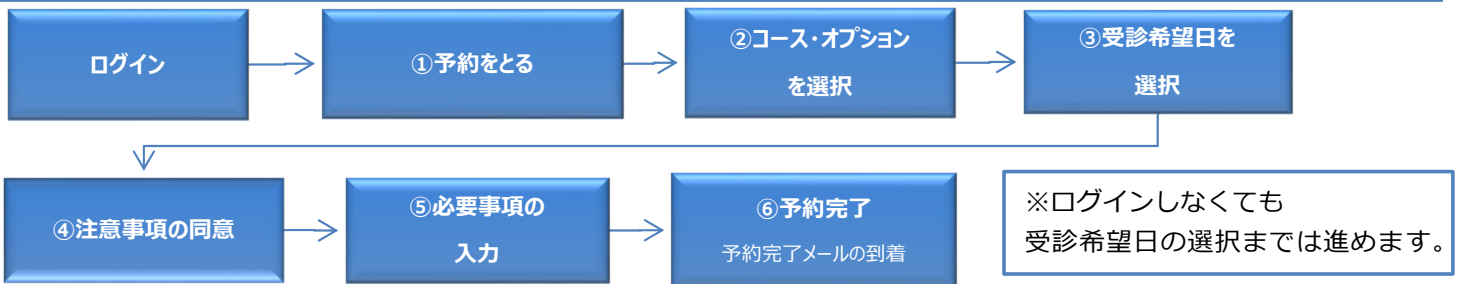 ログイン
①予約をとる
②コース・オプション
を選択
③受診希望日を
選択
④注意事項の同意
⑤必要事項の
入力
⑥予約完了
予約完了メールの到着
※ログインしなくても
受診希望日の選択までは進めます。